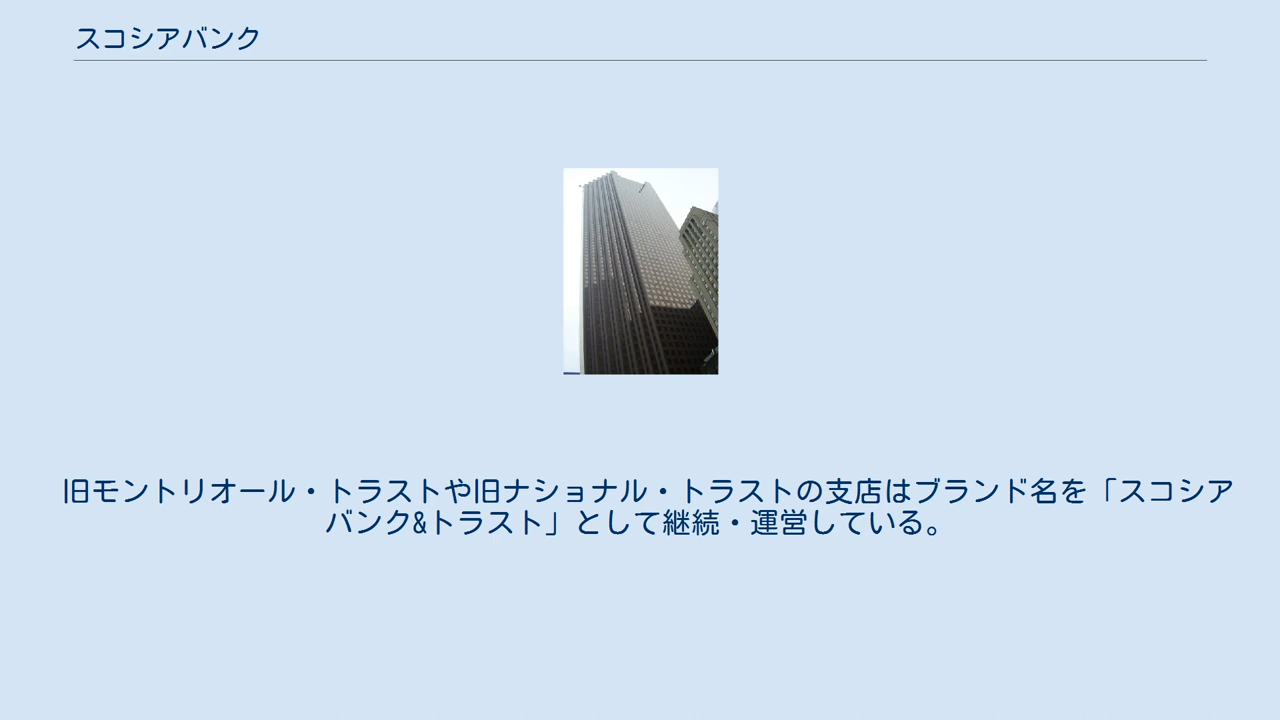 スコシアバンク
旧モントリオール・トラストや旧ナショナル・トラストの支店はブランド名を「スコシア
バンク&トラスト」として継続・運営している。